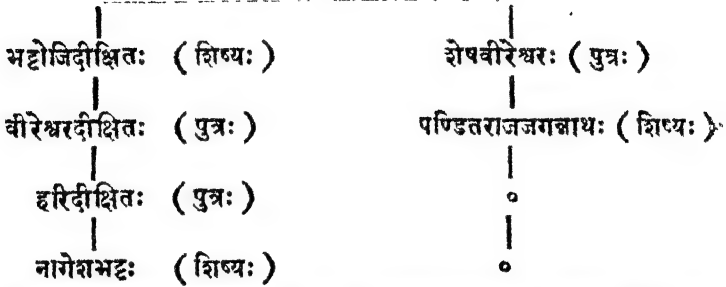 भट्टोजिदीक्षितः (शिष्यः) शेषवीरेश्वरः (पुत्रः)
वीरेश्वरदीक्षितः (पुत्रः) पण्डितराजजगन्नाथः (शिष्यः)
हरिदीक्षितः (पुत्रः)
नागेशभट्टः (शिष्यः)